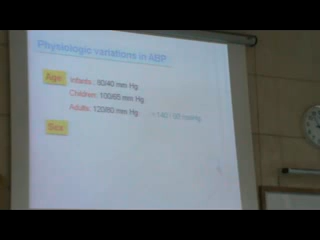 Physiologic variations in ABP
Age
Infants : 80/40 mm Hg
Children: 100/65 mm Hg
Adults: 120/80 mm Hg
Sex